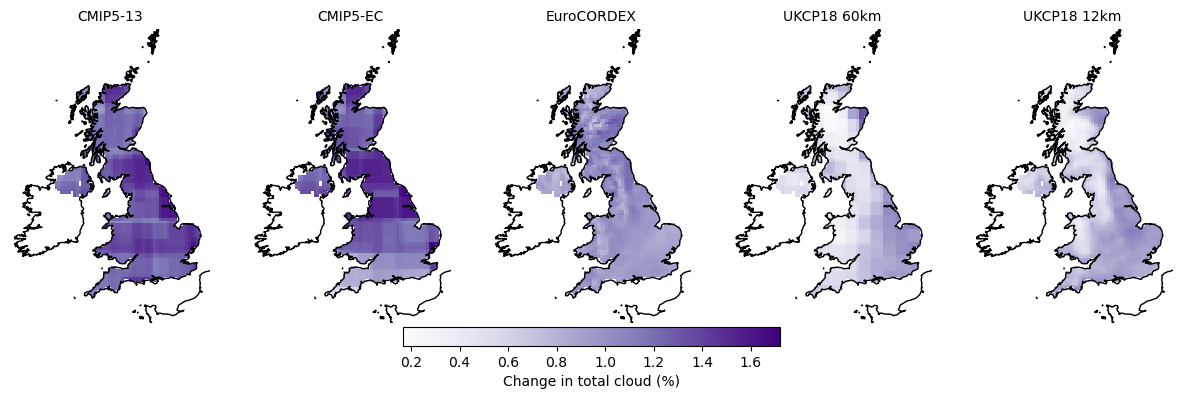 CMIP5-13 CMIP5-EC EuroCORDEX UKCP18 60km UKCP18 12km
0.2 0.4 0.6 0.8 1.0 1.2 1.4 1.6
Change in total cloud (%)